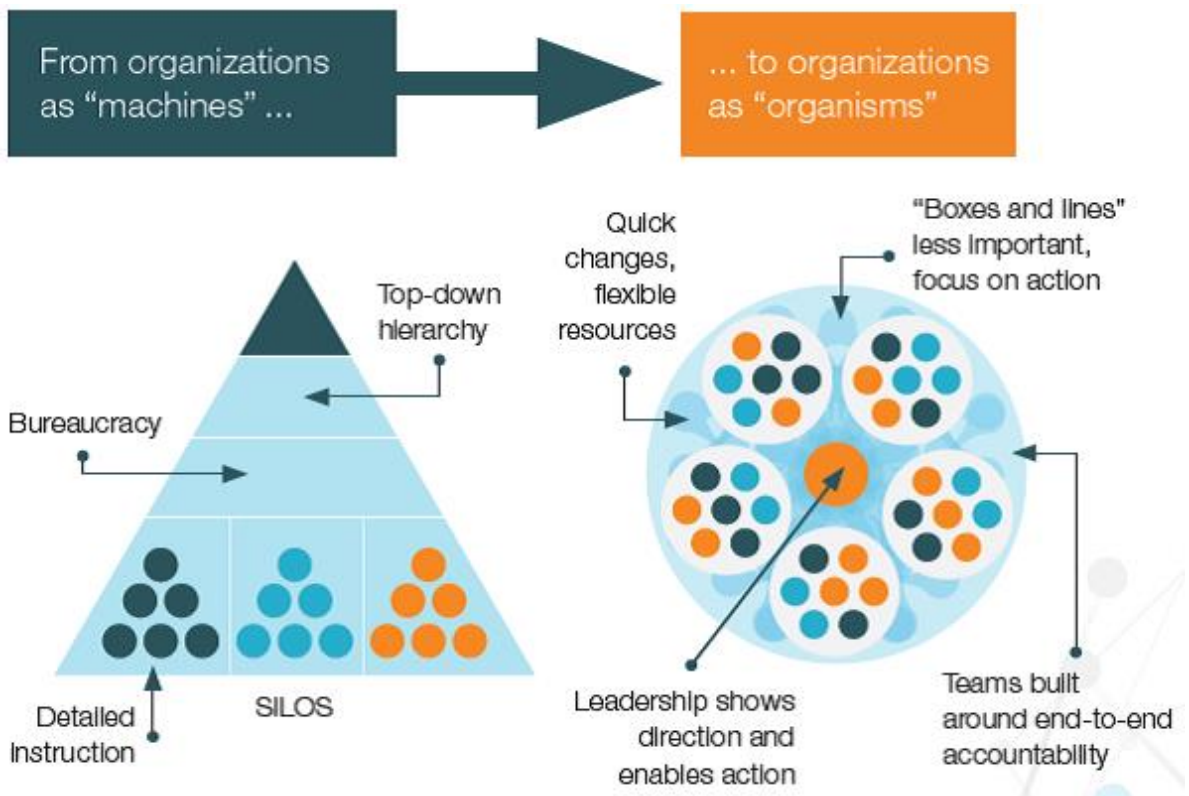 From organizations
as “machines” ...
... to organizations
as “organisms”
Top-down
hierarchy
Bureaucracy
Detailed
instruction
SILOS
Quick
changes,
flexible
resources
“Boxes and lines”
less important,
focus on action
Leadership shows
direction and
enables action
Teams built
around end-to-end
accountability